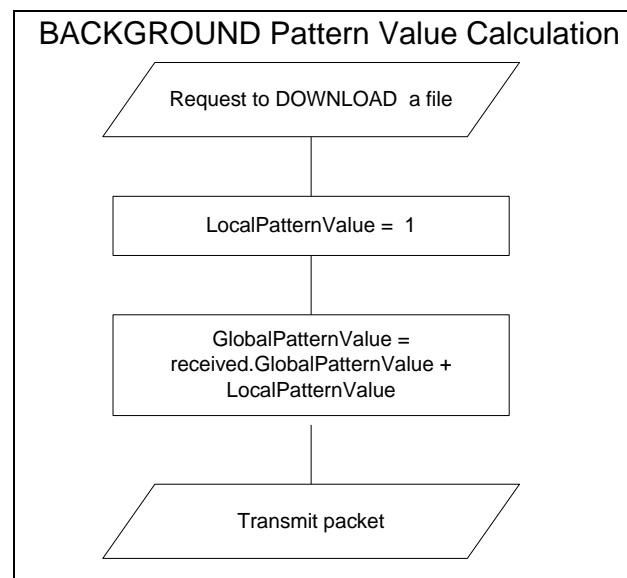 BACKGROUND Pattern Value Calculation
Request to DOWNLOAD a file
LocalPatternValue = 1
GlobalPatternValue =
received.GlobalPatternValue +
LocalPatternValue
Transmit packet